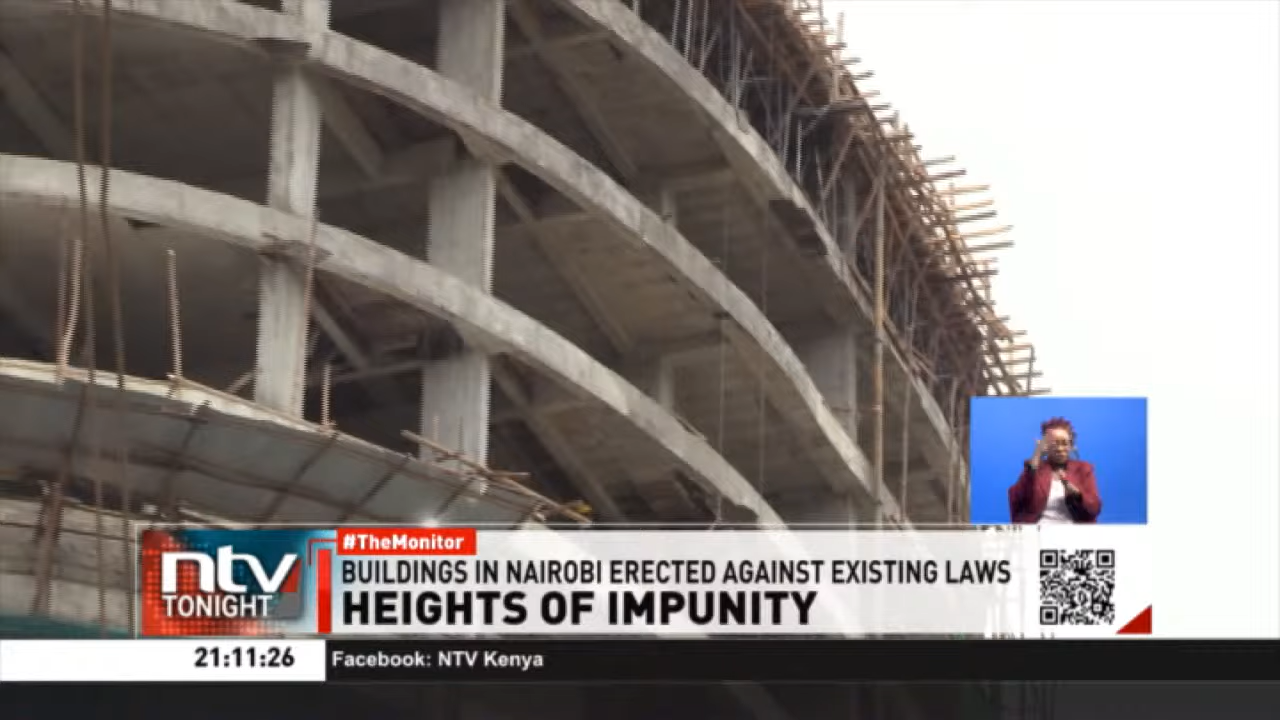 #TheMonitor
ntv
TONIGHT
BUILDINGS IN NAIROBI ERECTED AGAINST EXISTING LAWS
HEIGHTS OF IMPUNITY
21:11:26
Facebook: NTV Kenya